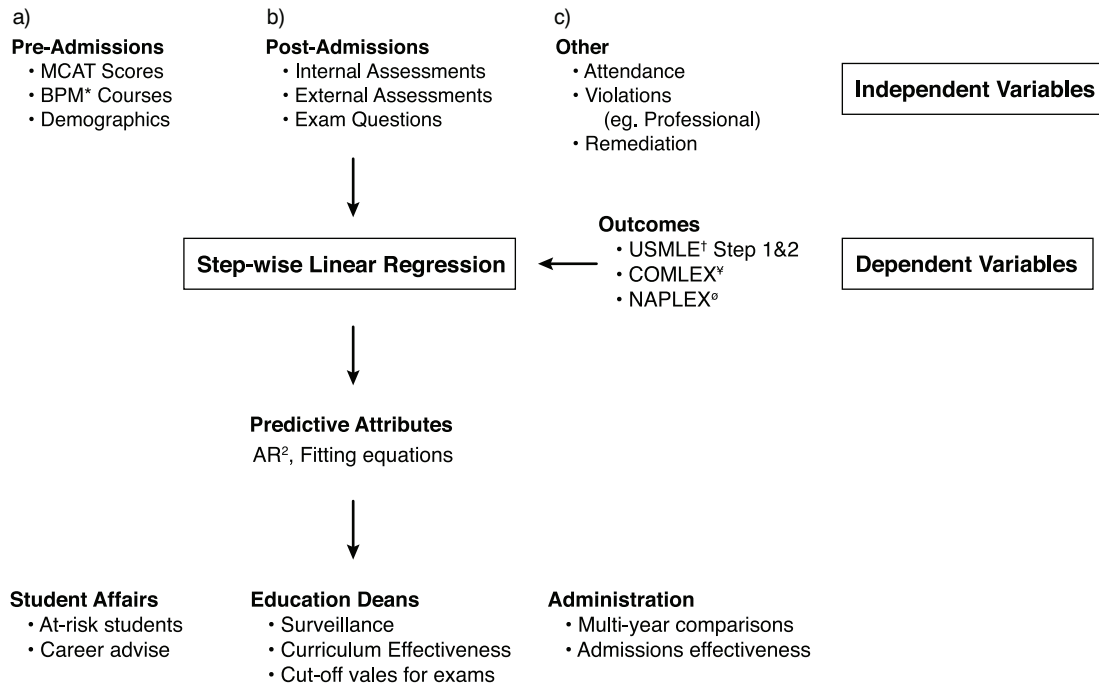 a)
Pre-Admissions
• MCAT Scores
• BPM* Courses
• Demographics
b)
Post-Admissions
• Internal Assessments
• External Assessments
• Exam Questions
c)
Other
• Attendance
• Violations
(eg. Professional)
• Remediation
Independent Variables
Step-wise Linear Regression
Outcomes
• USMLE† Step 1&2
• COMLEX¥
• NAPLEXø
Dependent Variables
Predictive Attributes
AR², Fitting equations
Student Affairs
• At-risk students
• Career advise
Education Deans
• Surveillance
• Curriculum Effectiveness
• Cut-off vales for exams
Administration
• Multi-year comparisons
• Admissions effectiveness